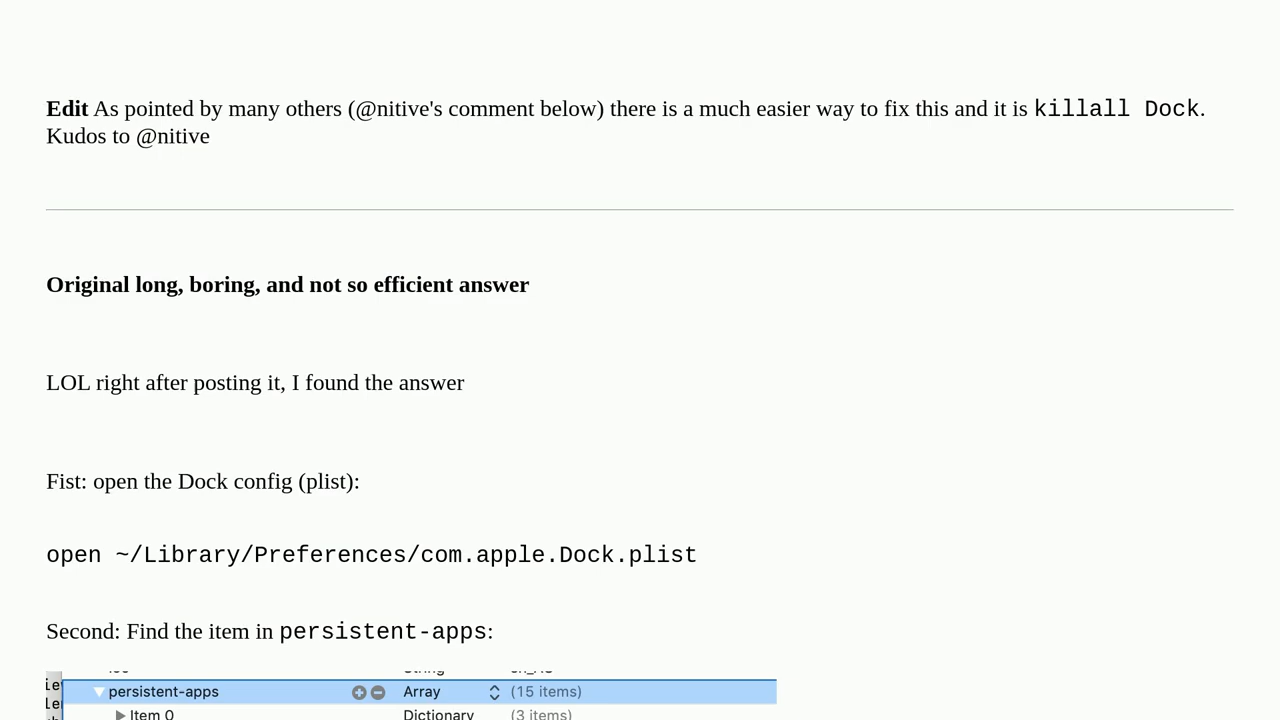 Edit As pointed by many others (@nitive's comment below) there is a much easier way to fix this and it is killall Dock.
Kudos to @nitive
Original long, boring, and not so efficient answer
LOL right after posting it, I found the answer
Fist: open the Dock config (plist):
open ~/Library/Preferences/com.apple.Dock.plist
Second: Find the item in persistent-apps:
persistent-apps Array (15 items)
Item 0 Dictionary (3 items)